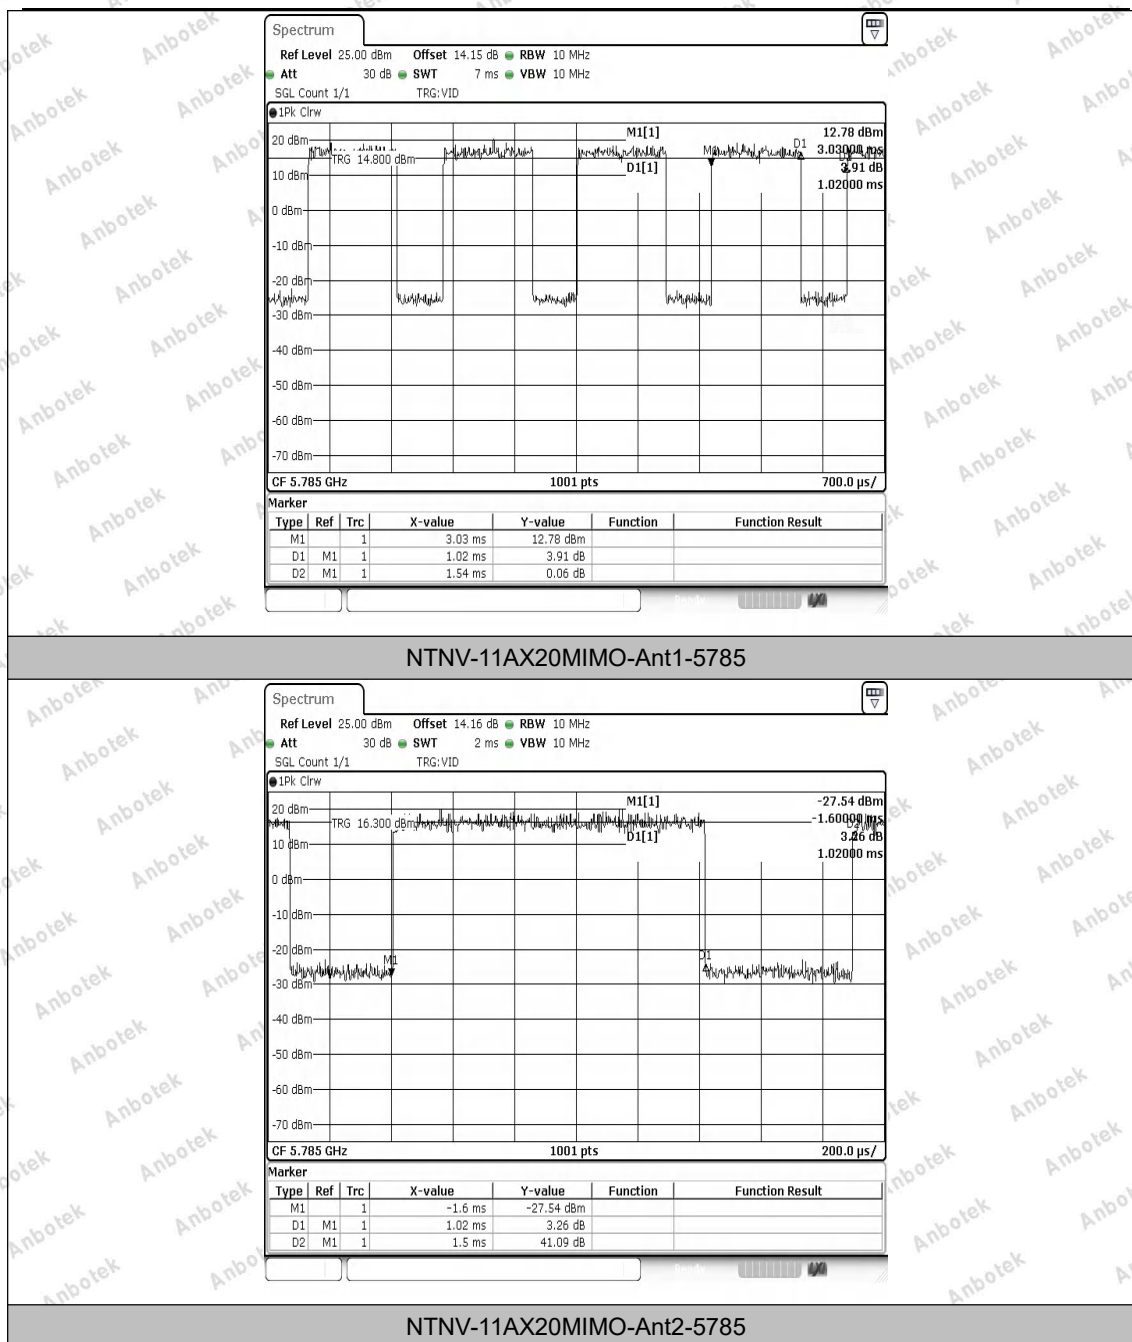 Spectrum
Ref Level 25.00 dBm Offset 14.15 dB RBW 10 MHz
Att 30 dB SWT 7 ms VBW 10 MHz
SGL Count 1/1 TRG:VID
1Pk Clrw
M1[1] 12.78 dBm
3.03000 ms
D1[1] 3.91 dB
1.02000 ms
20 dBm
TRG 14.800 dBm
M1
D1
10 dBm
0 dBm
-10 dBm
-20 dBm
-30 dBm
-40 dBm
-50 dBm
-60 dBm
-70 dBm
CF 5.785 GHz 1001 pts 700.0 µs/
Marker
Type Ref Trc X-value Y-value Function Function Result
M1 1 3.03 ms 12.78 dBm
D1 M1 1 1.02 ms 3.91 dB
D2 M1 1 1.54 ms 0.06 dB
NTNV-11AX20MIMO-Ant1-5785
Spectrum
Ref Level 25.00 dBm Offset 14.16 dB RBW 10 MHz
Att 30 dB SWT 2 ms VBW 10 MHz
SGL Count 1/1 TRG:VID
1Pk Clrw
M1[1] -27.54 dBm
-1.60000 ms
D1[1] 3.26 dB
1.02000 ms
20 dBm
TRG 16.300 dBm
D2
10 dBm
0 dBm
-10 dBm
-20 dBm
M1
D1
-30 dBm
-40 dBm
-50 dBm
-60 dBm
-70 dBm
CF 5.785 GHz 1001 pts 200.0 µs/
Marker
Type Ref Trc X-value Y-value Function Function Result
M1 1 -1.6 ms -27.54 dBm
D1 M1 1 1.02 ms 3.26 dB
D2 M1 1 1.5 ms 41.09 dB
NTNV-11AX20MIMO-Ant2-5785
Anbotek